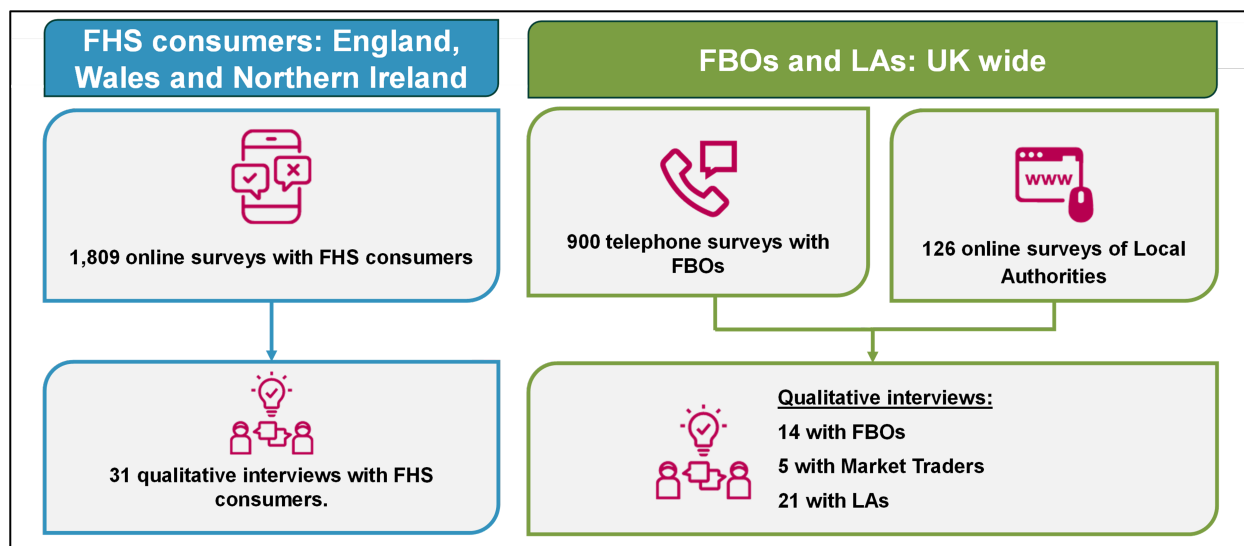 FHS consumers: England,
Wales and Northern Ireland
FBOs and LAs: UK wide
1,809 online surveys with FHS consumers
900 telephone surveys with
FBOs
www
126 online surveys of Local
Authorities
31 qualitative interviews with FHS
consumers.
Qualitative interviews:
14 with FBOs
5 with Market Traders
21 with LAs